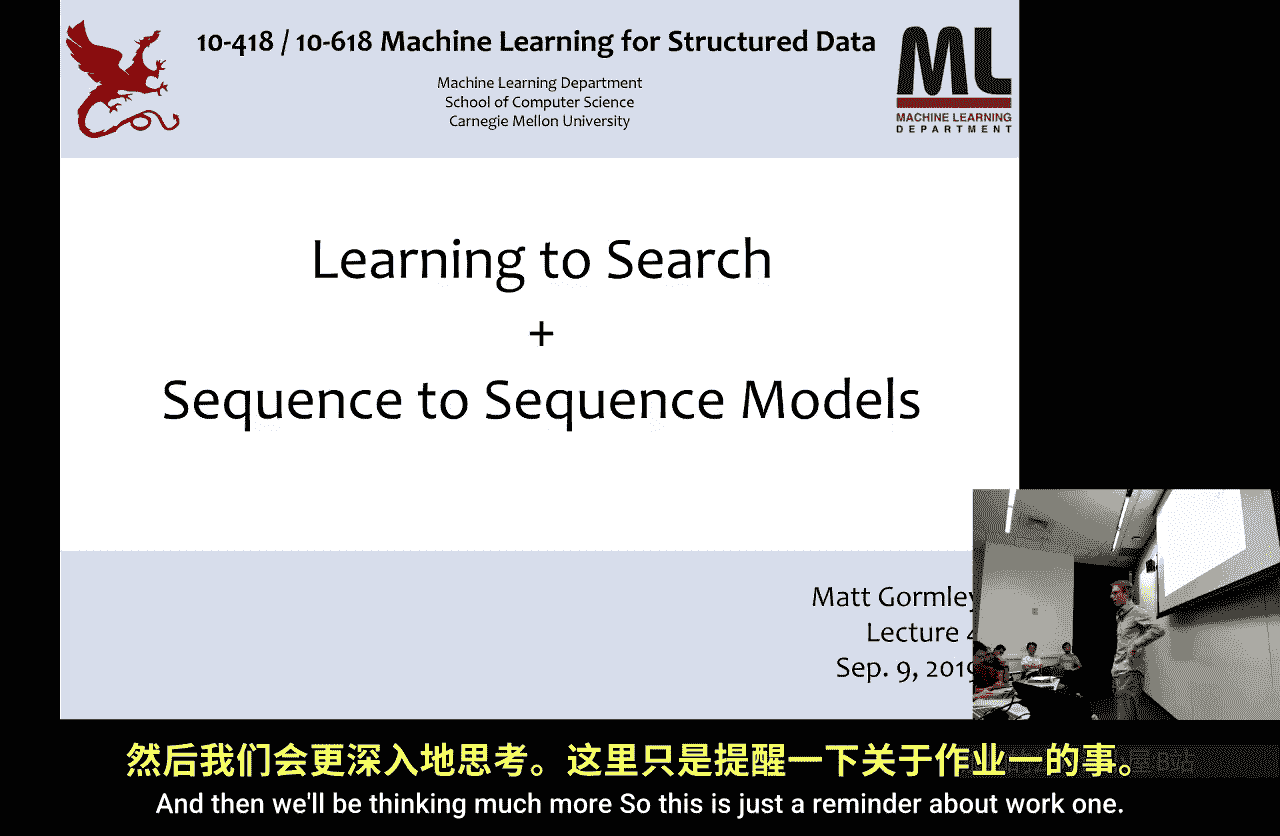 10-418 / 10-618 Machine Learning for Structured Data
Machine Learning Department
School of Computer Science
Carnegie Mellon University
ML
MACHINE LEARNING
DEPARTMENT
Learning to Search
+
Sequence to Sequence Models
Matt Gormley
Lecture 4
Sep. 9, 2019
然后我们会更深入地思考。这里只是提醒一下关于作业一的事。
And then we'll be thinking much more So this is just a reminder about work one.